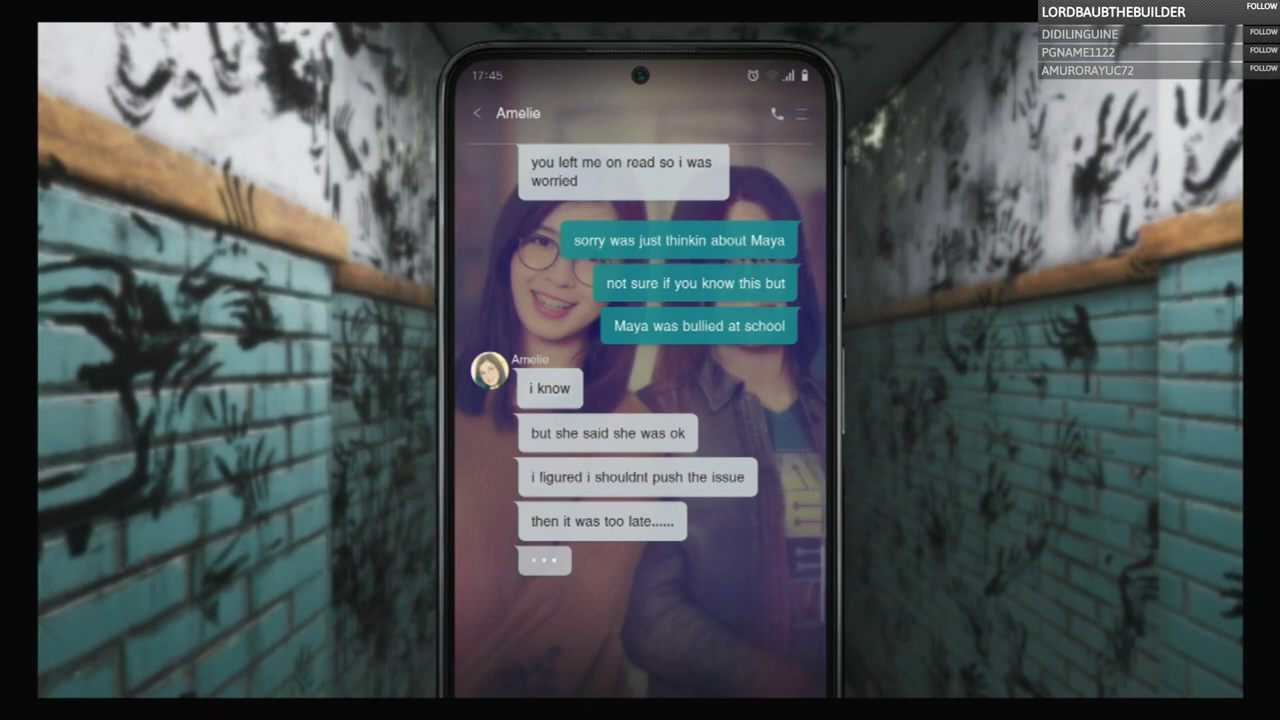 LORDBAUBTHEBUILDER FOLLOW
DIDILINGUINE FOLLOW
PGNAME1122 FOLLOW
AMURORAYUC72 FOLLOW
17:45
Amelie
you left me on read so i was
worried
sorry was just thinkin about Maya
not sure if you know this but
Maya was bullied at school
Amelie
i know
but she said she was ok
i figured i shouldnt push the issue
then it was too late......